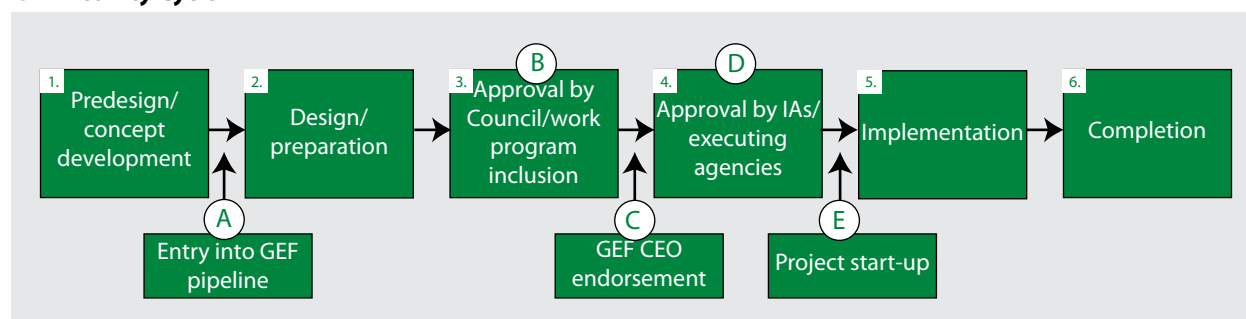 1.
Predesign/
concept
development
2.
Design/
preparation
3.
B
Approval by
Council/work
program
inclusion
4.
D
Approval by IAs/
executing
agencies
5.
Implementation
6.
Completion
A
Entry into GEF
pipeline
C
GEF CEO
endorsement
E
Project start-up